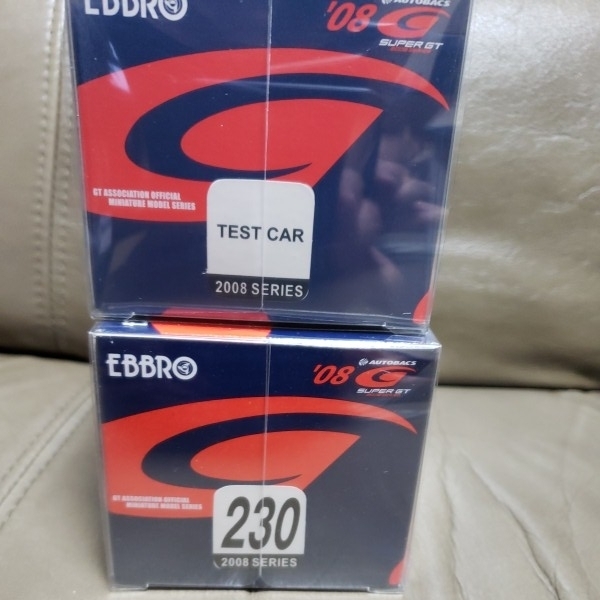 EBBRO
AUTOBACS
'08
SUPER GT
GT ASSOCIATION OFFICIAL
MINIATURE MODEL SERIES
TEST CAR
2008 SERIES
EBBRO
AUTOBACS
'08
SUPER GT
GT ASSOCIATION OFFICIAL
MINIATURE MODEL SERIES
230
2008 SERIES